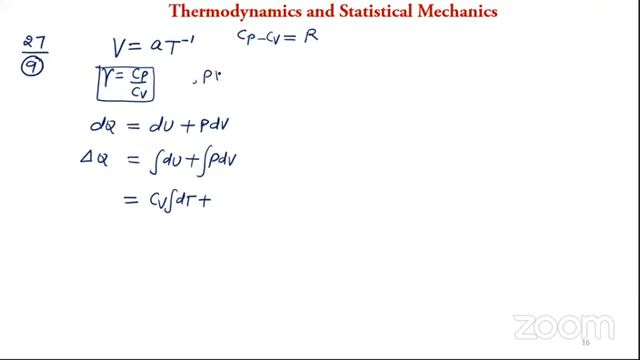 Thermodynamics and Statistical Mechanics
27/9 V = aT⁻¹ Cp-Cv = R
γ = Cp/Cv , PV
dQ = dU + PdV
ΔQ = ∫dU + ∫PdV
= Cv∫dT +
zoom
16